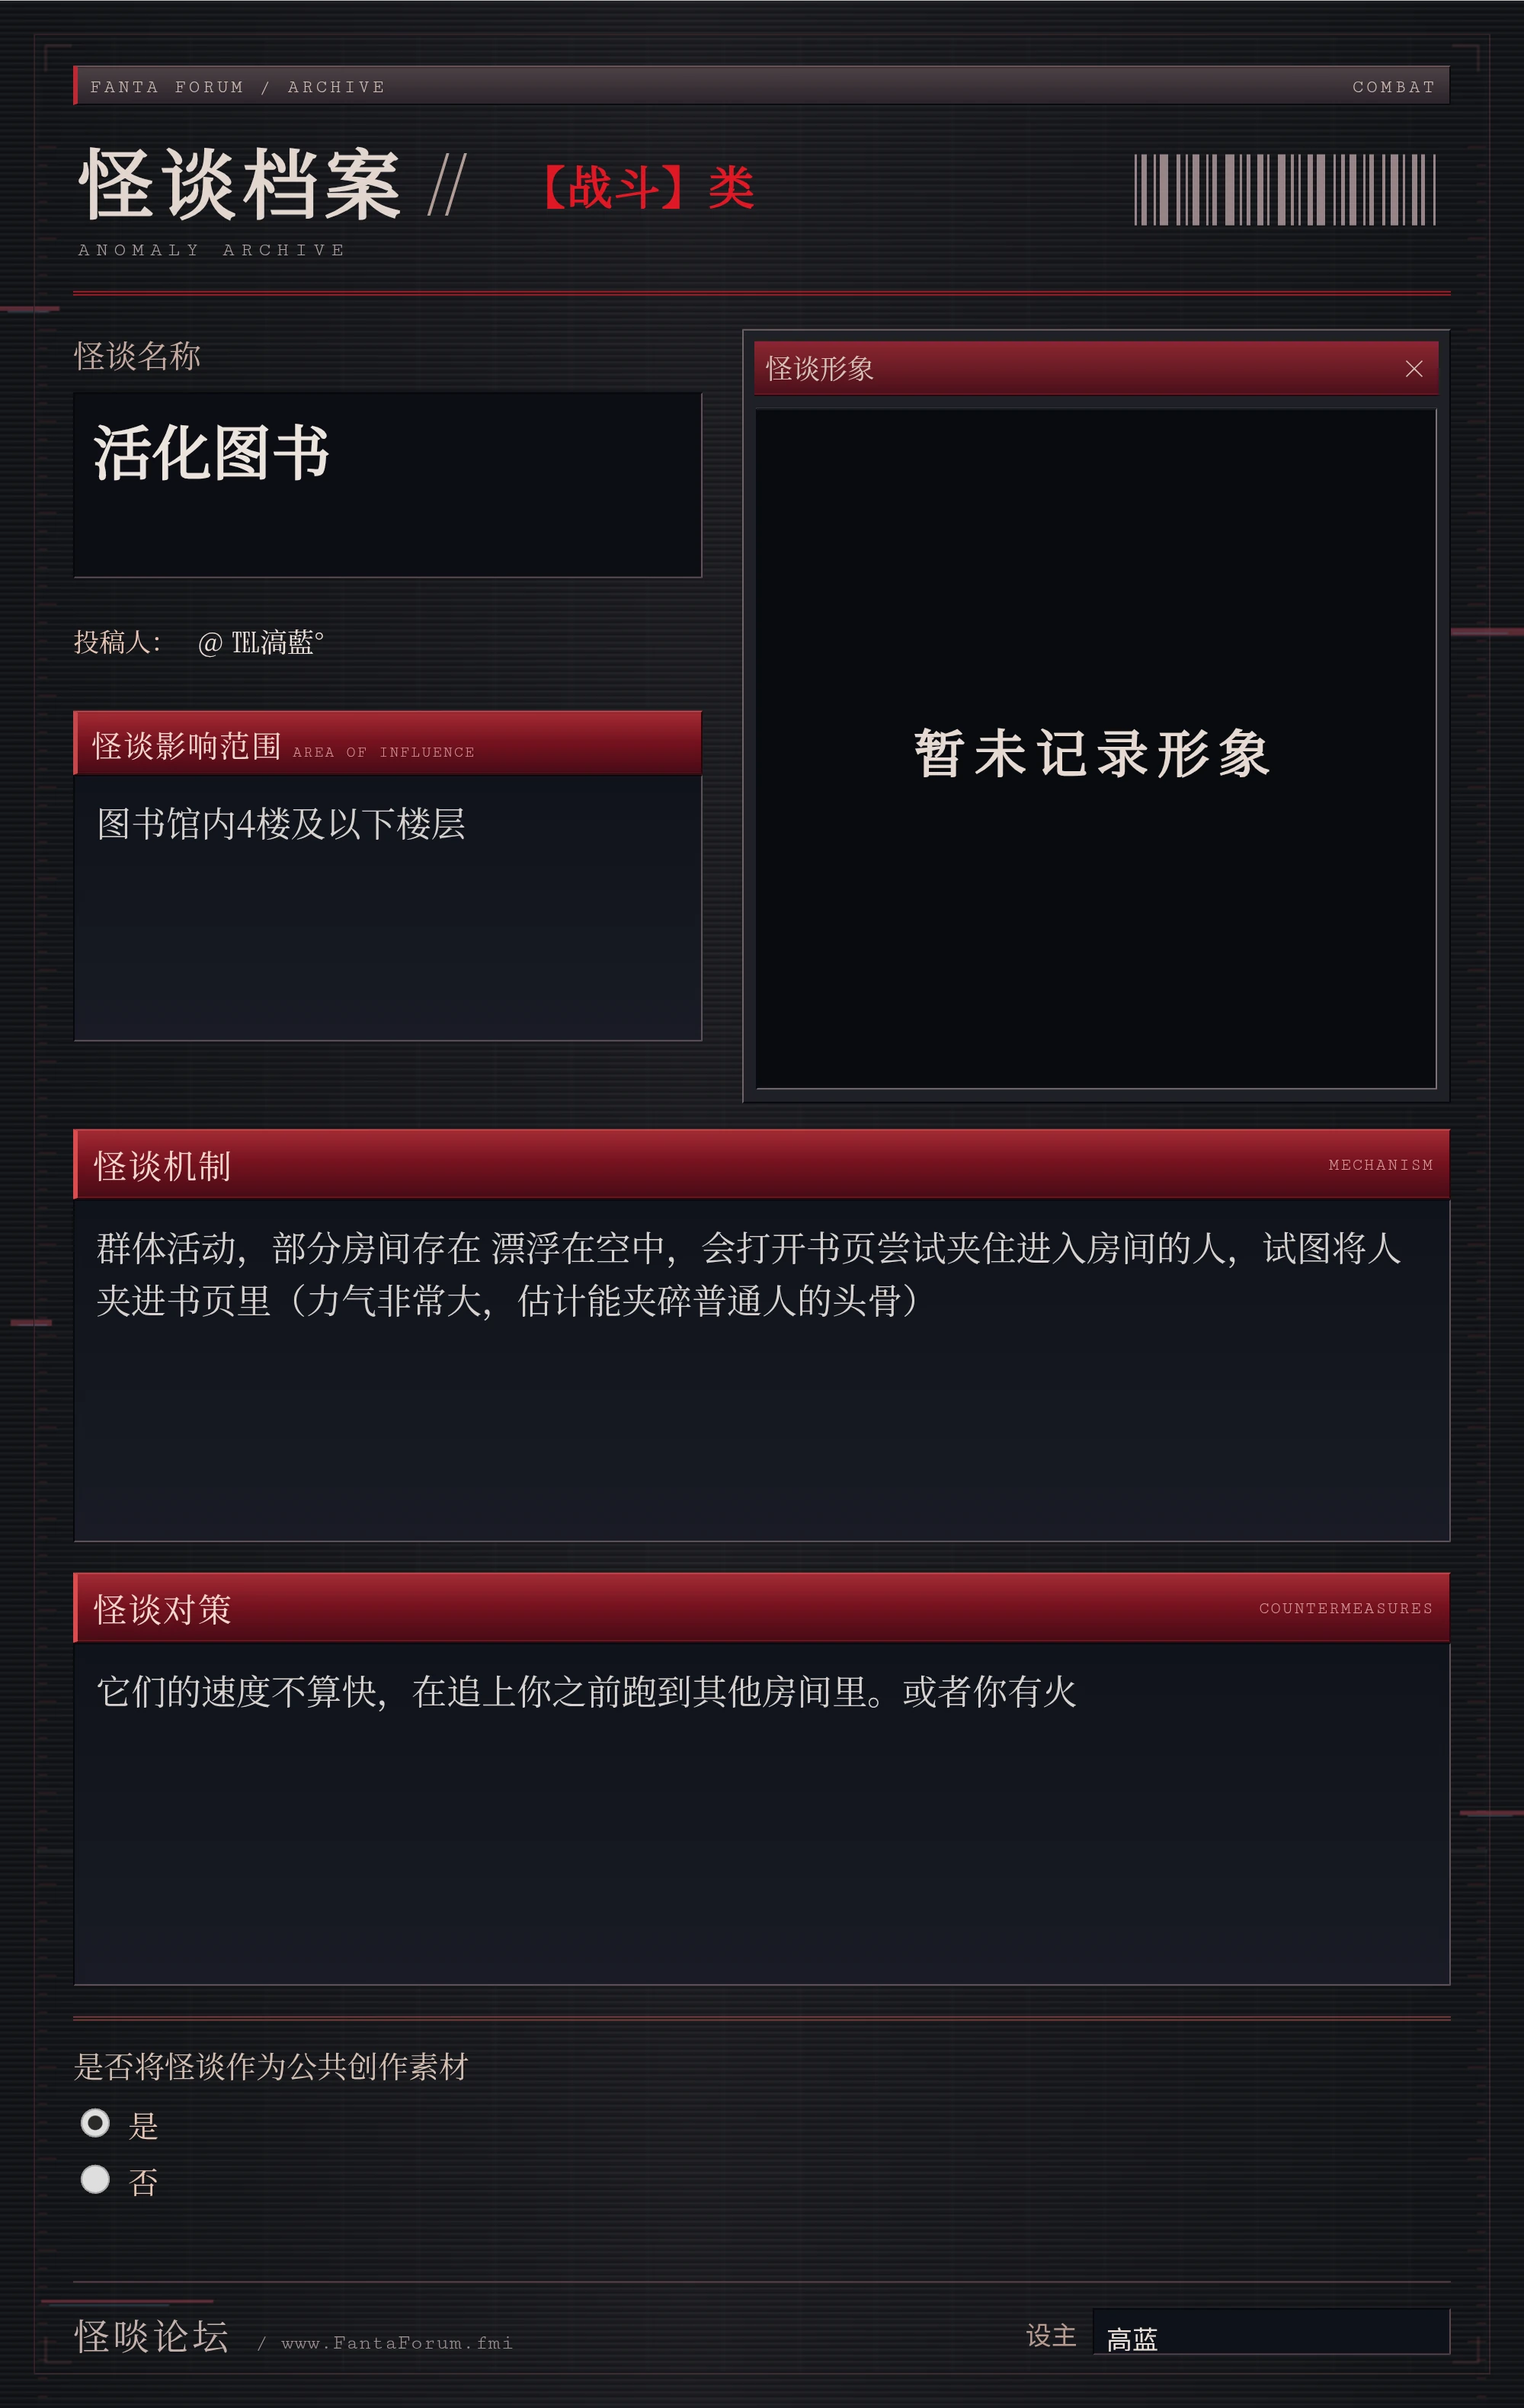 FANTA FORUM / ARCHIVE
COMBAT
怪谈档案 // 【战斗】类
ANOMALY ARCHIVE
怪谈名称
活化图书
投稿人： @ TEL滈藍°
怪谈影响范围 AREA OF INFLUENCE
图书馆内4楼及以下楼层
怪谈形象
暂未记录形象
怪谈机制
MECHANISM
群体活动，部分房间存在 漂浮在空中，会打开书页尝试夹住进入房间的人，试图将人
夹进书页里（力气非常大，估计能夹碎普通人的头骨）
怪谈对策
COUNTERMEASURES
它们的速度不算快，在追上你之前跑到其他房间里。或者你有火
是否将怪谈作为公共创作素材
是
否
怪啖论坛 / www.FantaForum.fmi
设主 高蓝